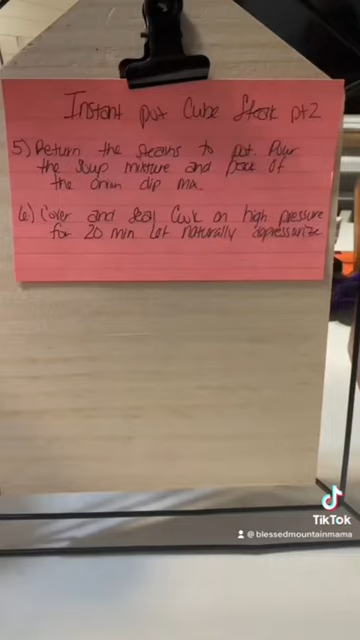 Instant pot Cube Steak pt2
5) Return the steaks to pot. Pour
the soup mixture and pack of
the onion dip mix.
6) Cover and seal Cook on high pressure
for 20 min. Let naturally depressurize
TikTok
@blessedmountainmama